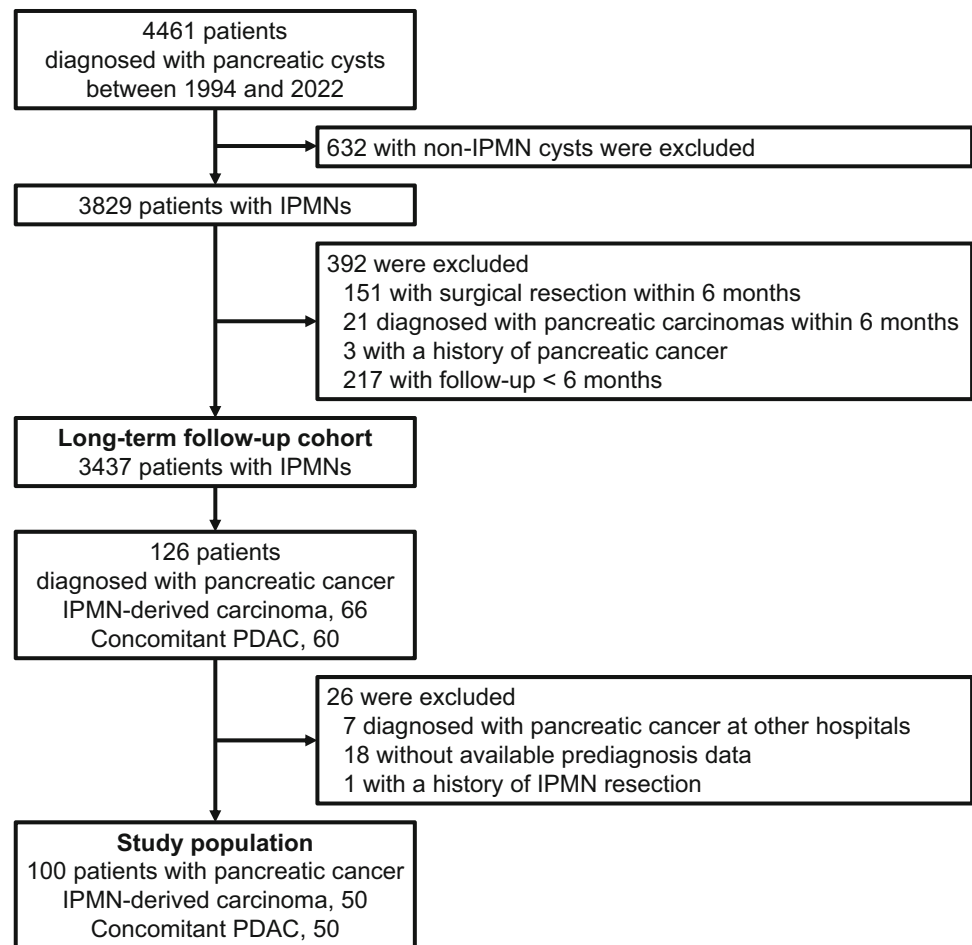 4461 patients
diagnosed with pancreatic cysts
between 1994 and 2022
632 with non-IPMN cysts were excluded
3829 patients with IPMNs
392 were excluded
151 with surgical resection within 6 months
21 diagnosed with pancreatic carcinomas within 6 months
3 with a history of pancreatic cancer
217 with follow-up < 6 months
Long-term follow-up cohort
3437 patients with IPMNs
126 patients
diagnosed with pancreatic cancer
IPMN-derived carcinoma, 66
Concomitant PDAC, 60
26 were excluded
7 diagnosed with pancreatic cancer at other hospitals
18 without available prediagnosis data
1 with a history of IPMN resection
Study population
100 patients with pancreatic cancer
IPMN-derived carcinoma, 50
Concomitant PDAC, 50